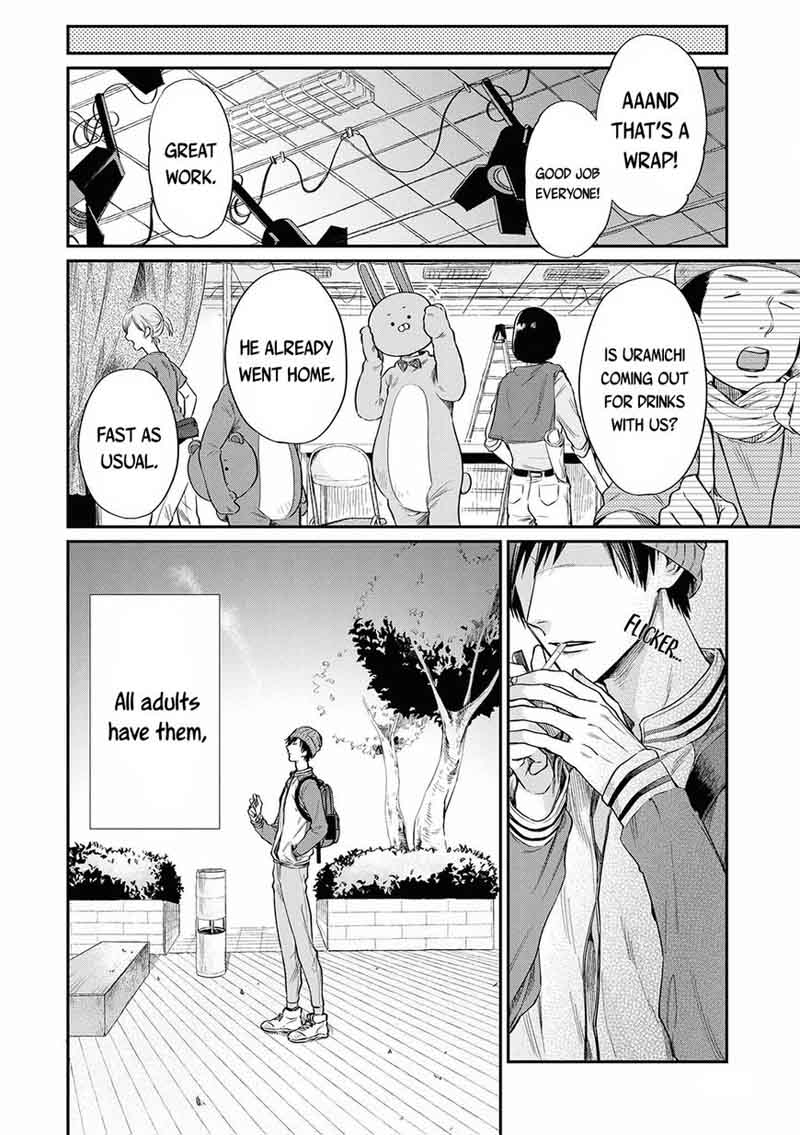 AAAND
THAT'S A
WRAP!
GOOD JOB
EVERYONE!
GREAT
WORK.
IS URAMICHI
COMING OUT
FOR DRINKS
WITH US?
HE ALREADY
WENT HOME.
FAST AS
USUAL.
FLICKER...
All adults
have them,